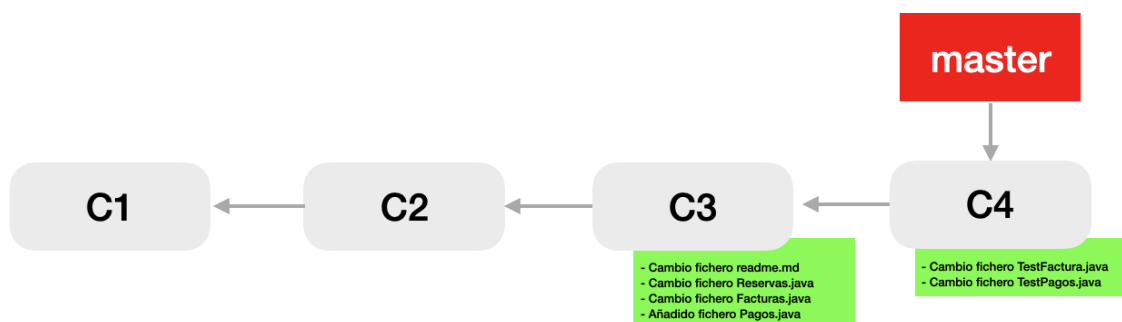 master
C1
C2
C3
C4
- Cambio fichero readme.md
- Cambio fichero Reservas.java
- Cambio fichero Facturas.java
- Añadido fichero Pagos.java
- Cambio fichero TestFactura.java
- Cambio fichero TestPagos.java